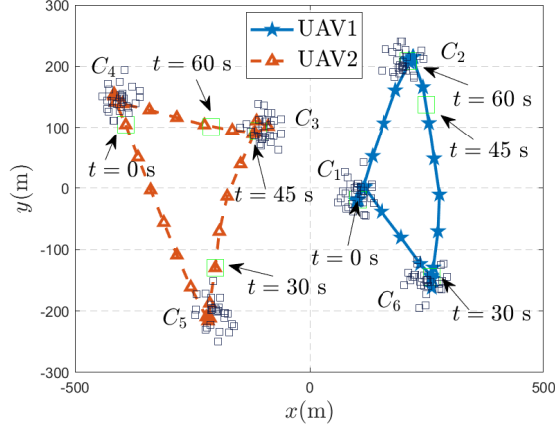 300
200
100
0
-100
-200
-300
y(m)
-500
0
500
x(m)
UAV1
UAV2
C₄
t = 60 s
C₃
t = 0 s
t = 45 s
t = 30 s
C₅
C₂
t = 60 s
t = 45 s
C₁
t = 0 s
C₆
t = 30 s